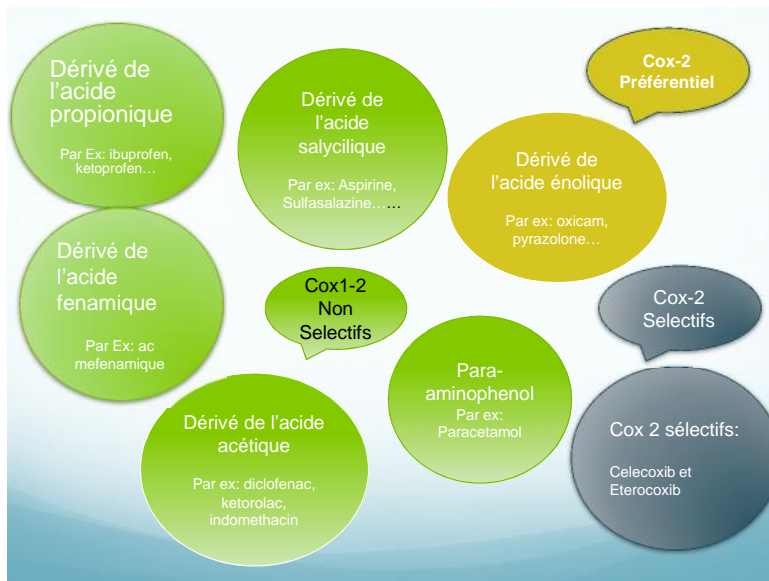 Dérivé de
l'acide
propionique
Par Ex: ibuprofen,
ketoprofen…
Dérivé de
l'acide
salycilique
Par ex: Aspirine,
Sulfasalazine……
Cox-2
Préférentiel
Dérivé de
l'acide énolique
Par ex: oxicam,
pyrazolone…
Dérivé de
l'acide
fenamique
Par Ex: ac
mefenamique
Cox1-2
Non
Selectifs
Cox-2
Selectifs
Para-
aminophenol
Par ex:
Paracetamol
Dérivé de l'acide
acétique
Par ex: diclofenac,
ketorolac,
indomethacin
Cox 2 sélectifs:
Celecoxib et
Eterocoxib